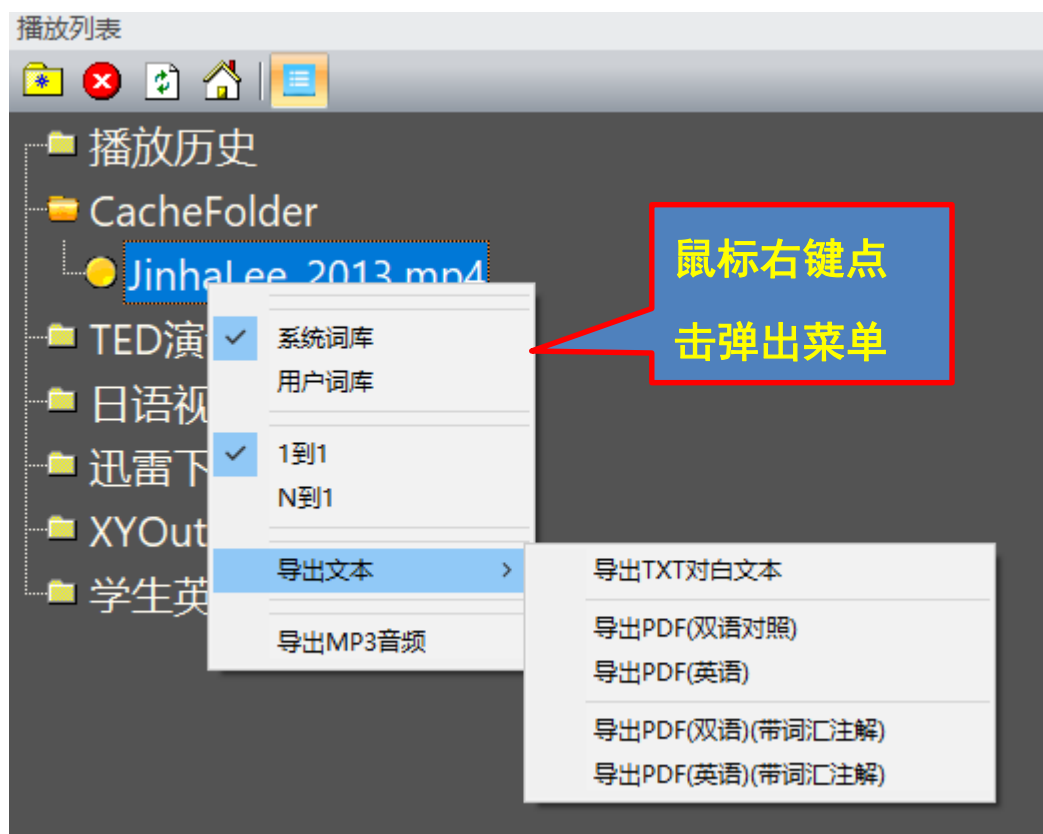 播放列表
播放历史
CacheFolder
JinhaLee_2013.mp4
鼠标右键点
击弹出菜单
TED演
系统词库
用户词库
日语视
1到1
迅雷下
N到1
XYOut
导出文本
导出TXT对白文本
学生英
导出PDF(双语对照)
导出MP3音频
导出PDF(英语)
导出PDF(双语)(带词汇注解)
导出PDF(英语)(带词汇注解)